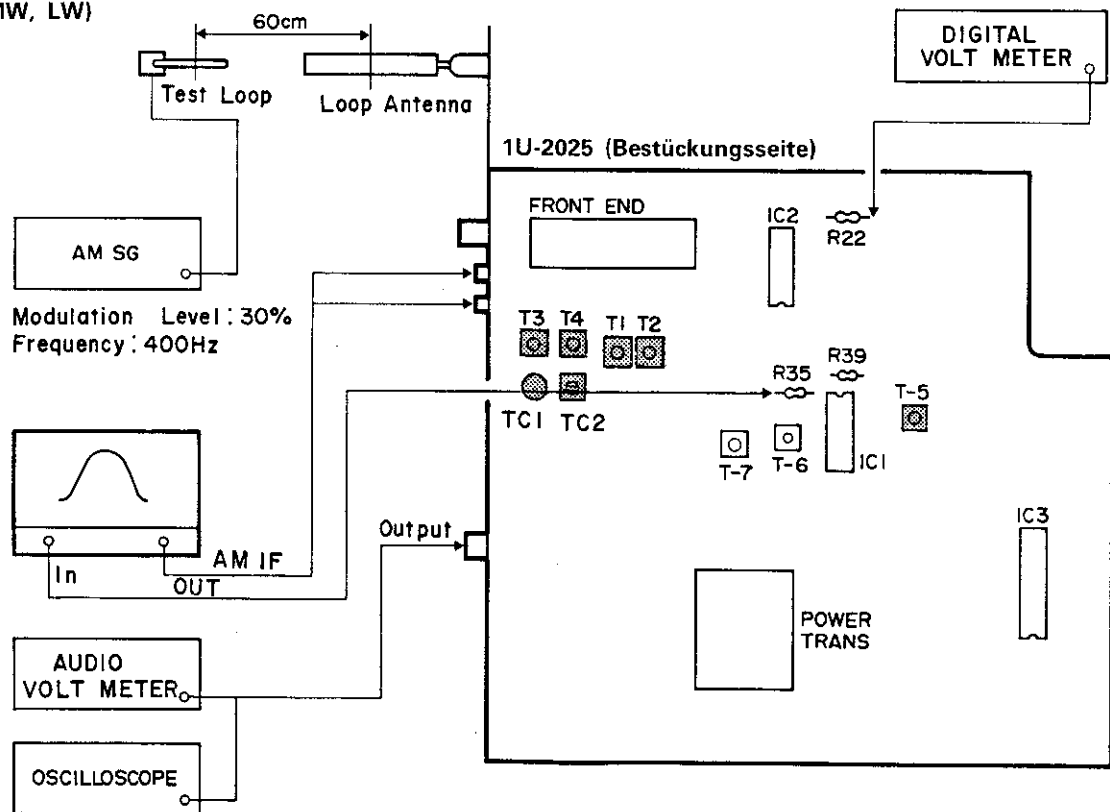 MW, LW)
60cm
DIGITAL
VOLT METER
Test Loop
Loop Antenna
1U-2025 (Bestückungsseite)
FRONT END
IC2
R22
AM SG
Modulation Level : 30%
Frequency : 400Hz
T3 T4 T1 T2
R39
R35
T-5
TC1 TC2
T-7 T-6 IC1
IC3
Output
AM IF
In
OUT
POWER
TRANS
AUDIO
VOLT METER
OSCILLOSCOPE